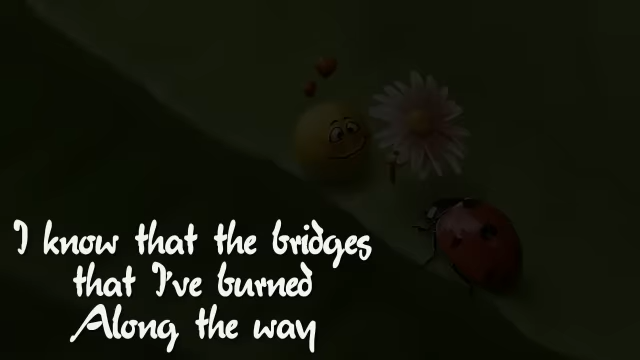 I know that the bridges
that I've burned
Along the way